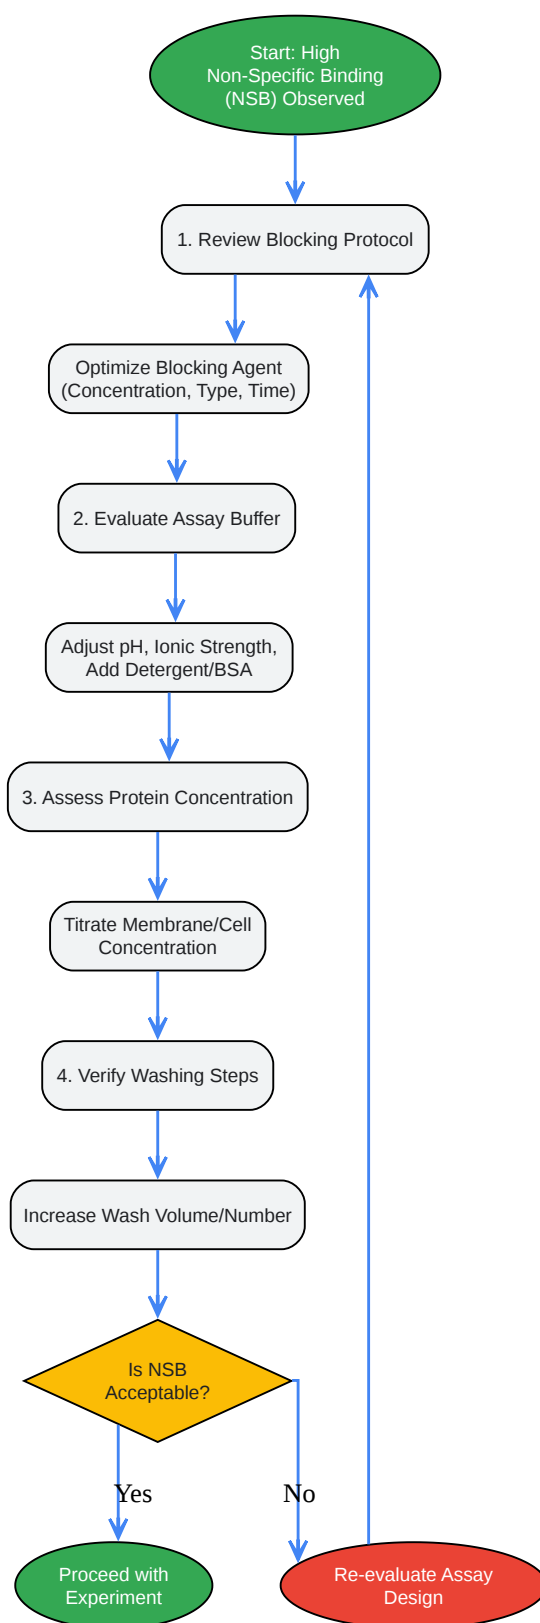 Start: High
Non-Specific Binding
(NSB) Observed
1. Review Blocking Protocol
Optimize Blocking Agent
(Concentration, Type, Time)
2. Evaluate Assay Buffer
Adjust pH, Ionic Strength,
Add Detergent/BSA
3. Assess Protein Concentration
Titrate Membrane/Cell
Concentration
4. Verify Washing Steps
Increase Wash Volume/Number
Is NSB
Acceptable?
Yes
No
Proceed with
Experiment
Re-evaluate Assay
Design